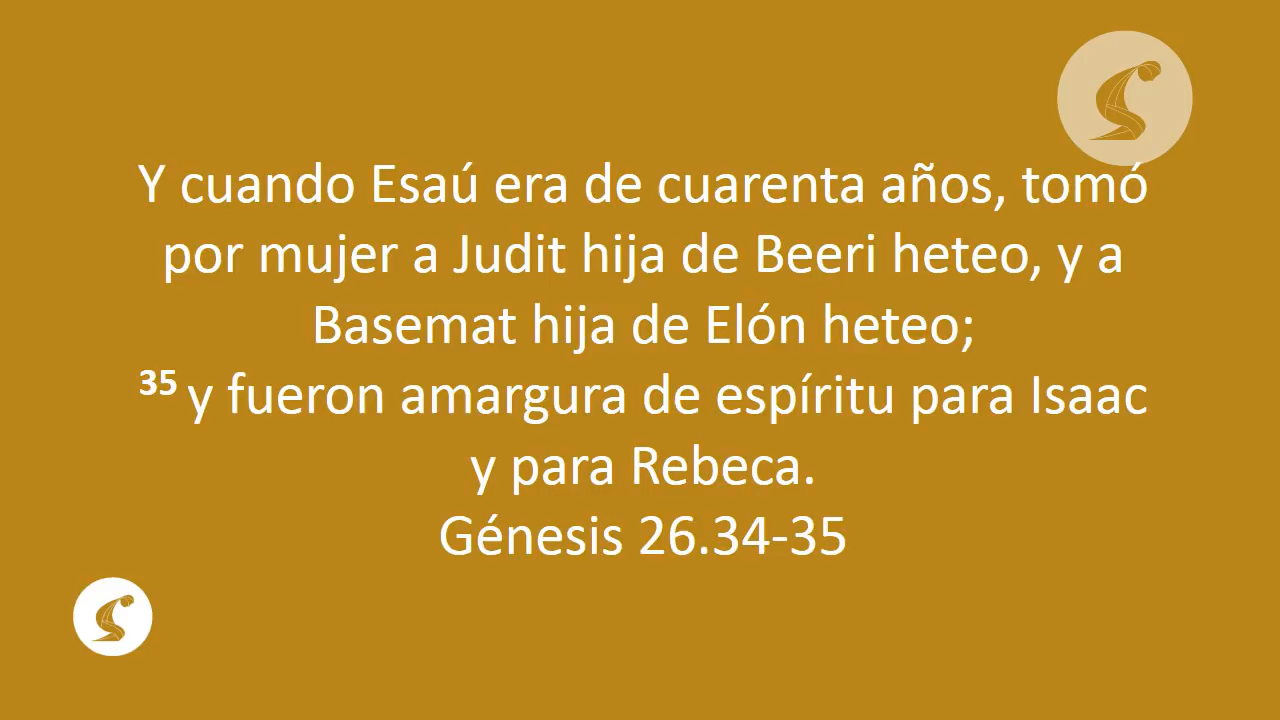 Y cuando Esaú era de cuarenta años, tomó
por mujer a Judit hija de Beeri heteo, y a
Basemat hija de Elón heteo;
35 y fueron amargura de espíritu para Isaac
y para Rebeca.
Génesis 26.34-35